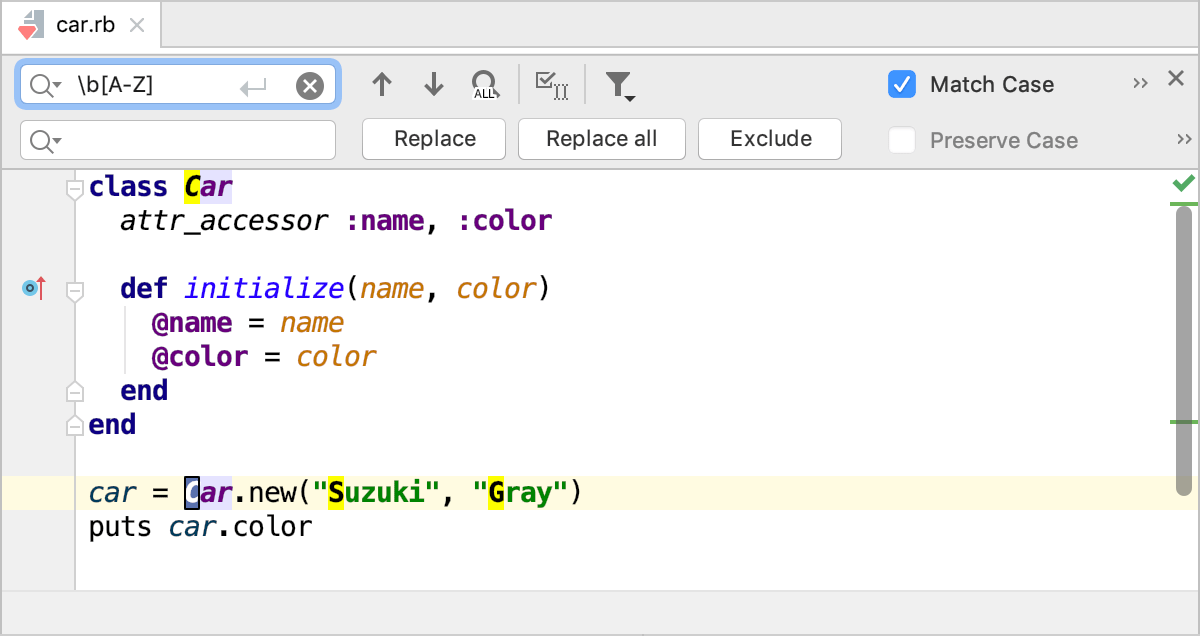 car.rb
\b[A-Z]
ALL
Match Case
Replace
Replace all
Exclude
Preserve Case
class Car
  attr_accessor :name, :color
  def initialize(name, color)
    @name = name
    @color = color
  end
end
car = Car.new("Suzuki", "Gray")
puts car.color